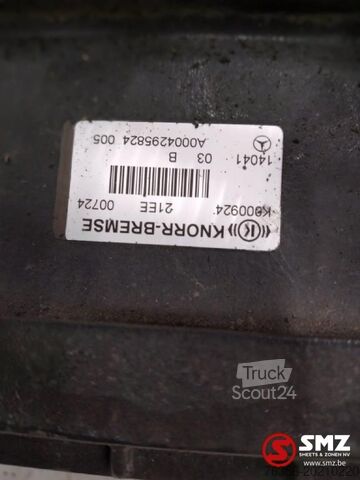 KNORR-BREMSE
K000924 21EE 00724
03 B
14041 A0004295824 005
Truck
Scout24
SMZ
SHEETS & ZONEN NV
www.smz.be